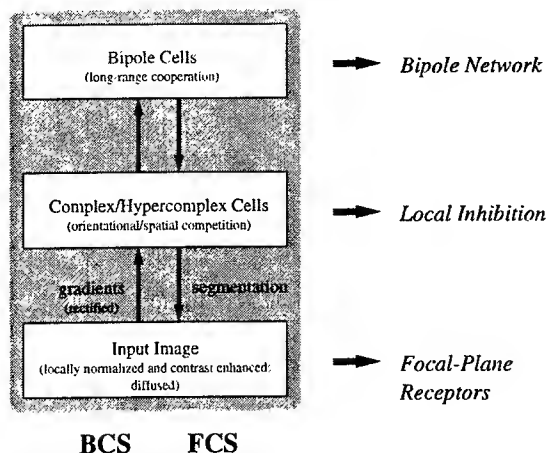 Bipole Cells
(long-range cooperation)
Bipole Network
Complex/Hypercomplex Cells
(orientational/spatial competition)
Local Inhibition
gradients
(rectified)
segmentation
Input Image
(locally normalized and contrast enhanced;
diffused)
Focal-Plane
Receptors
BCS FCS